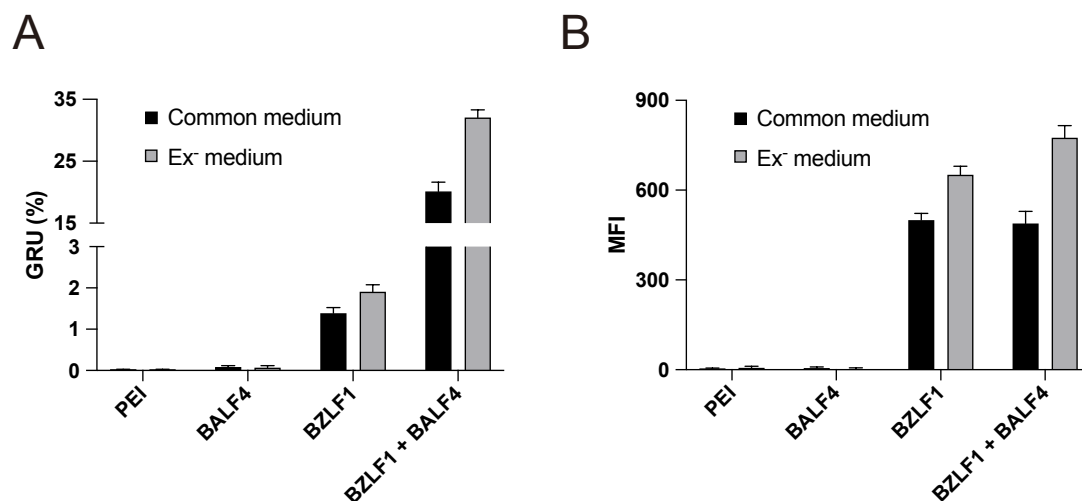 A
GRU (%)
35
25
15
3
2
1
0
Common medium
Ex⁻ medium
PEI
BALF4
BZLF1
BZLF1 + BALF4
B
MFI
900
600
300
0
Common medium
Ex⁻ medium
PEI
BALF4
BZLF1
BZLF1 + BALF4